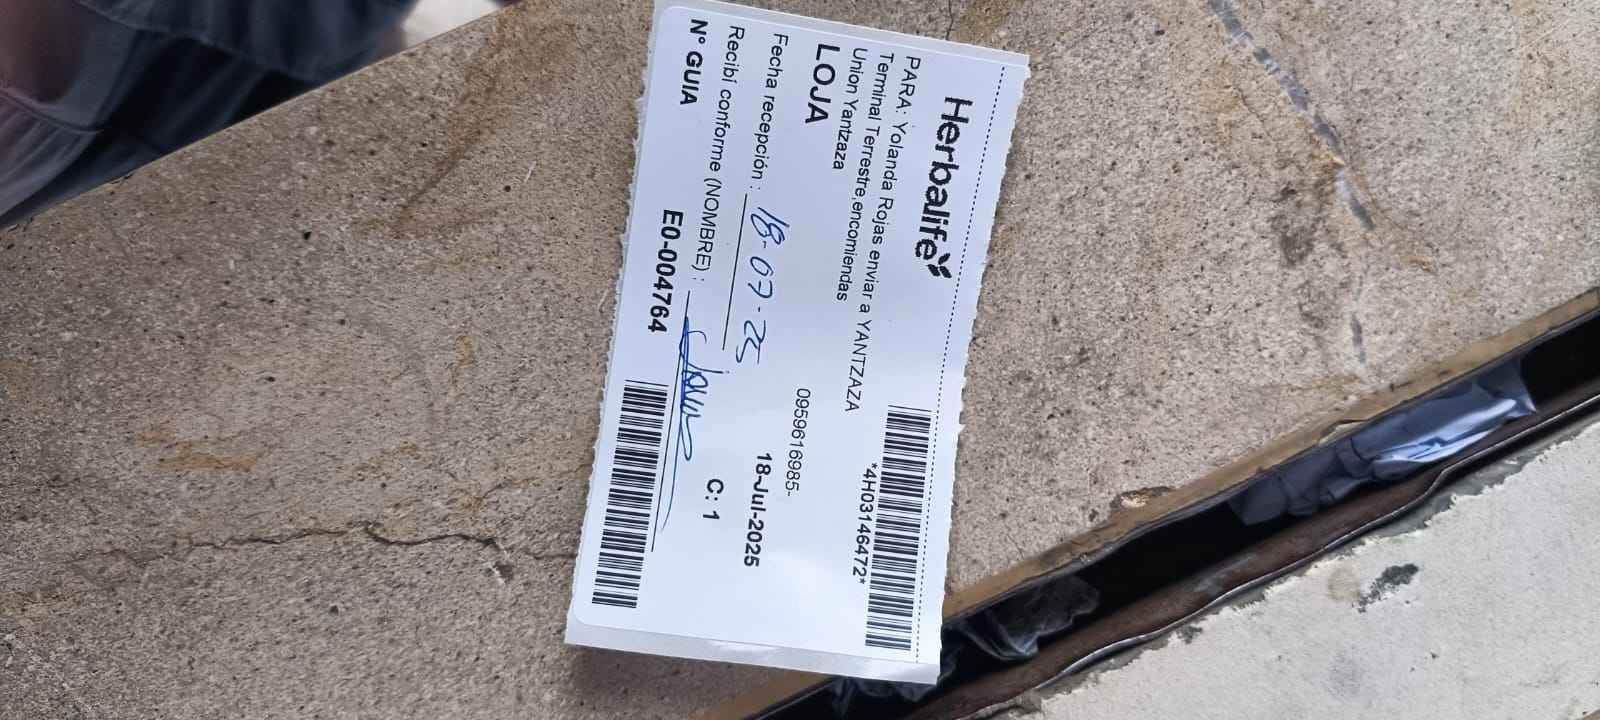 Herbalife
*4H03146472*
PARA: Yolanda Rojas enviar a YANTZAZA
Terminal Terrestre,encomiendas
Union Yantzaza
LOJA
0959616985-
Fecha recepción : 18-07-25
18-Jul-2025
Recibí conforme (NOMBRE) :
C: 1
N° GUIA
E0-004764